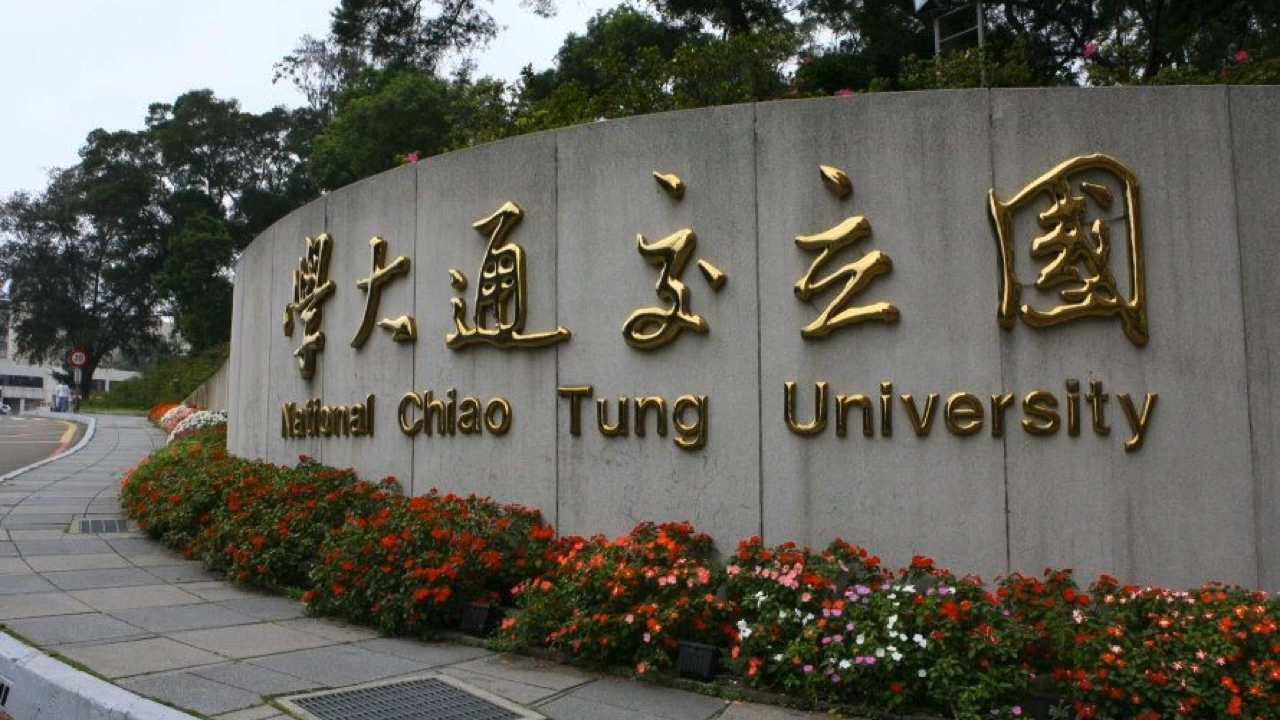 國立交通大學
National Chiao Tung University